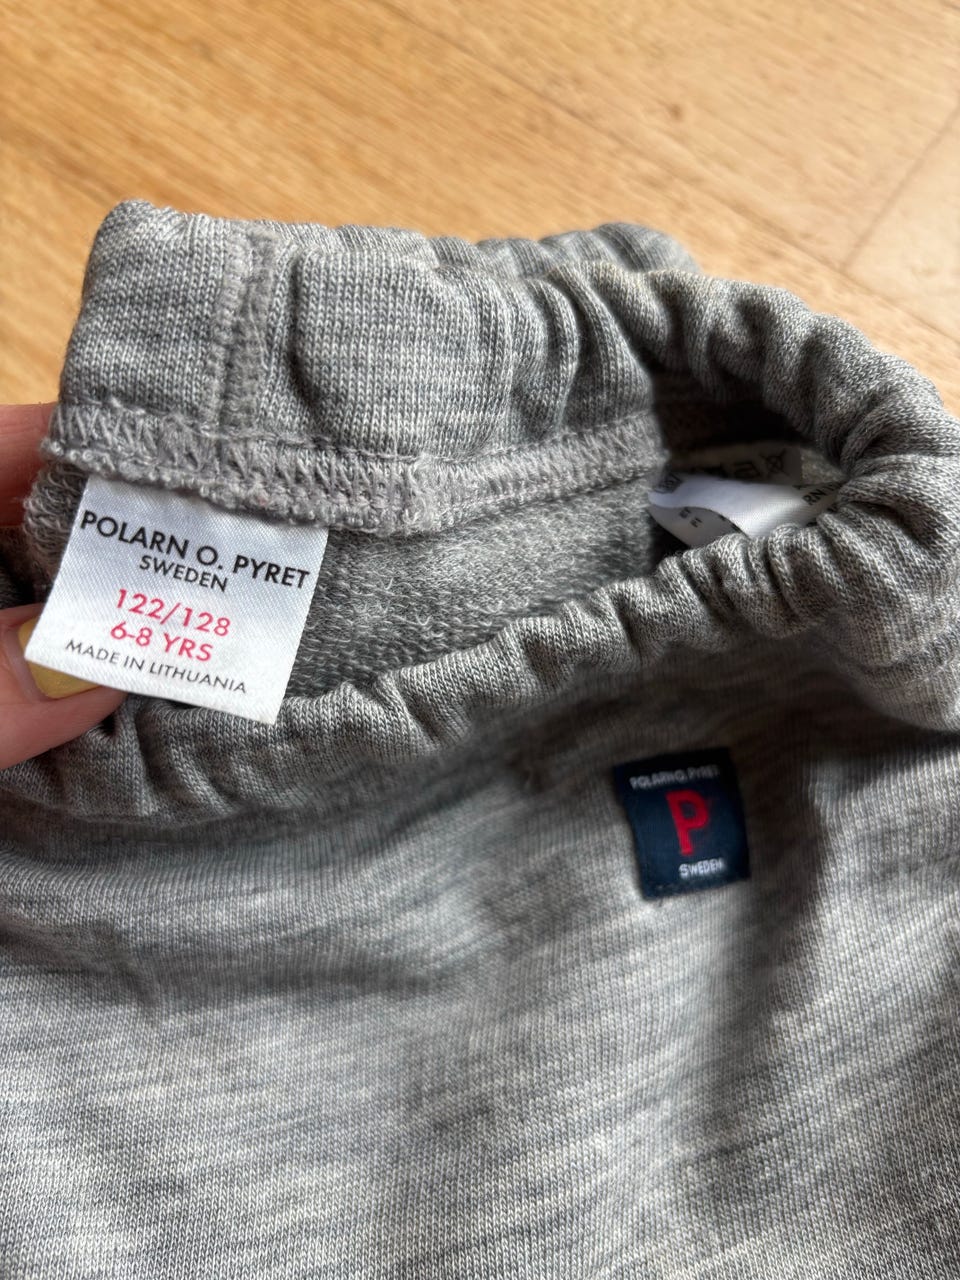 POLARN O. PYRET
SWEDEN
122/128
6-8 YRS
MADE IN LITHUANIA
POLARN O. PYRET
P
SWEDEN